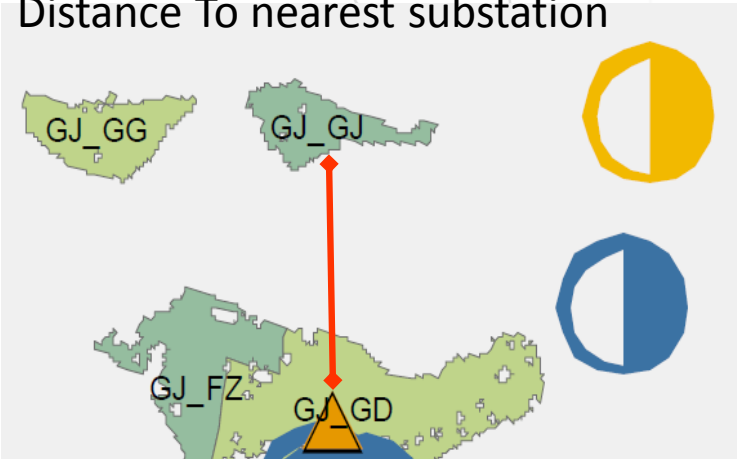 Distance To nearest substation
GJ_GG
GJ_GJ
GJ_FZ
GJ_GD